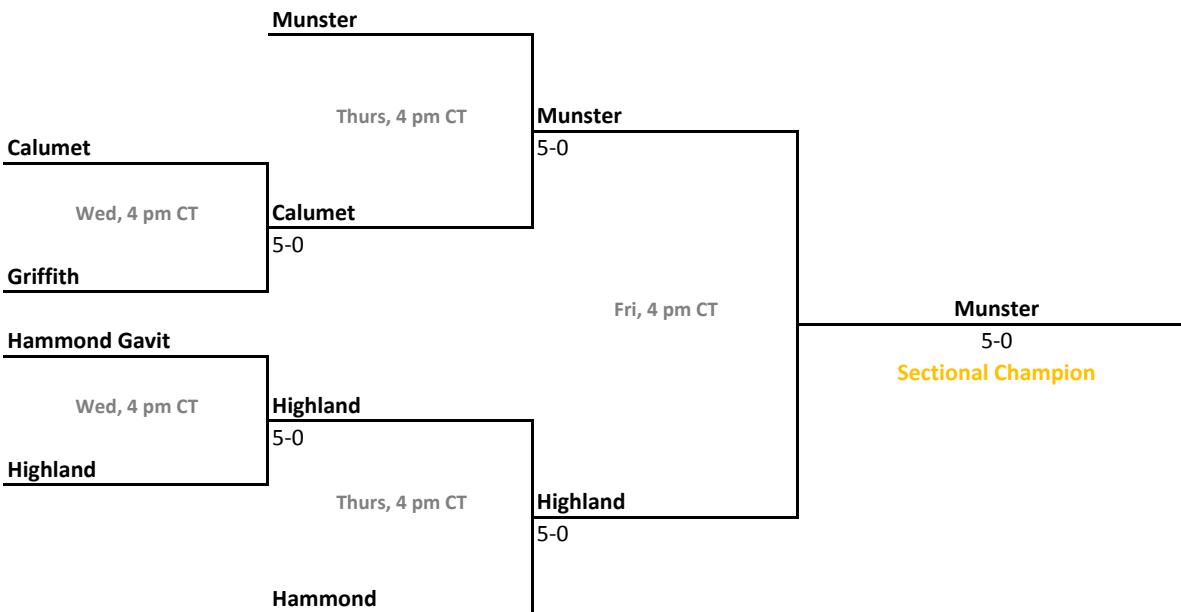 Munster
Thurs, 4 pm CT
Munster
5-0
Calumet
Wed, 4 pm CT
Calumet
5-0
Griffith
Fri, 4 pm CT
Munster
5-0
Sectional Champion
Hammond Gavit
Wed, 4 pm CT
Highland
5-0
Highland
Thurs, 4 pm CT
Highland
5-0
Hammond